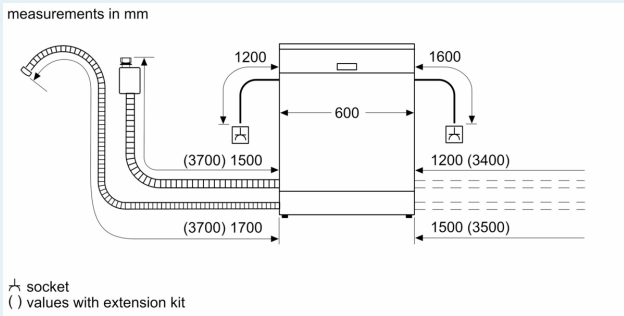 measurements in mm
1200
1600
600
(3700) 1500
1200 (3400)
(3700) 1700
1500 (3500)
socket
( ) values with extension kit